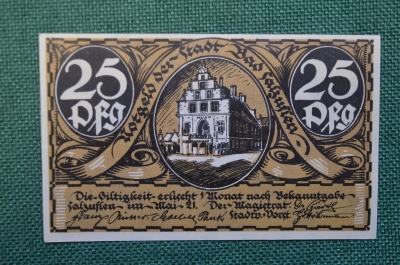 25 Pfg
Notgeld der Stadt Bad Salzuflen
25 Pfg
Die Giltigkeit erlischt 1 Monat nach Bekanntgabe
Salzuflen im Mai 21. Der Magistrat
Stadtv. Vorst.